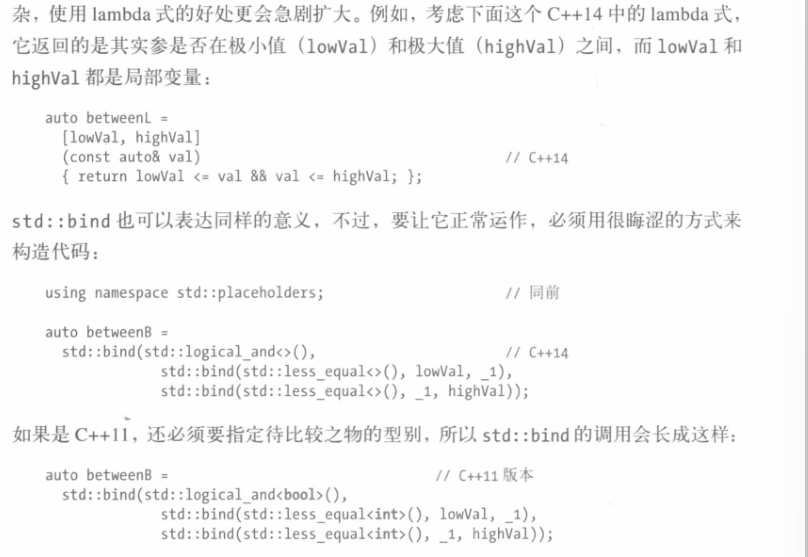 杂，使用 lambda 式的好处更会急剧扩大。例如，考虑下面这个 C++14 中的 lambda 式，
它返回的是其实参是否在极小值（lowVal）和极大值（highVal）之间，而 lowVal 和
highVal 都是局部变量：
auto betweenL =
[lowVal, highVal]
(const auto& val) // C++14
{ return lowVal <= val && val <= highVal; };
std::bind 也可以表达同样的意义，不过，要让它正常运作，必须用很晦涩的方式来
构造代码：
using namespace std::placeholders; // 同前
auto betweenB =
std::bind(std::logical_and<>(), // C++14
std::bind(std::less_equal<>(), lowVal, _1),
std::bind(std::less_equal<>(), _1, highVal));
如果是 C++11，还必须要指定待比较之物的型别，所以 std::bind 的调用会长成这样：
auto betweenB = // C++11 版本
std::bind(std::logical_and<bool>(),
std::bind(std::less_equal<int>(), lowVal, _1),
std::bind(std::less_equal<int>(), _1, highVal));